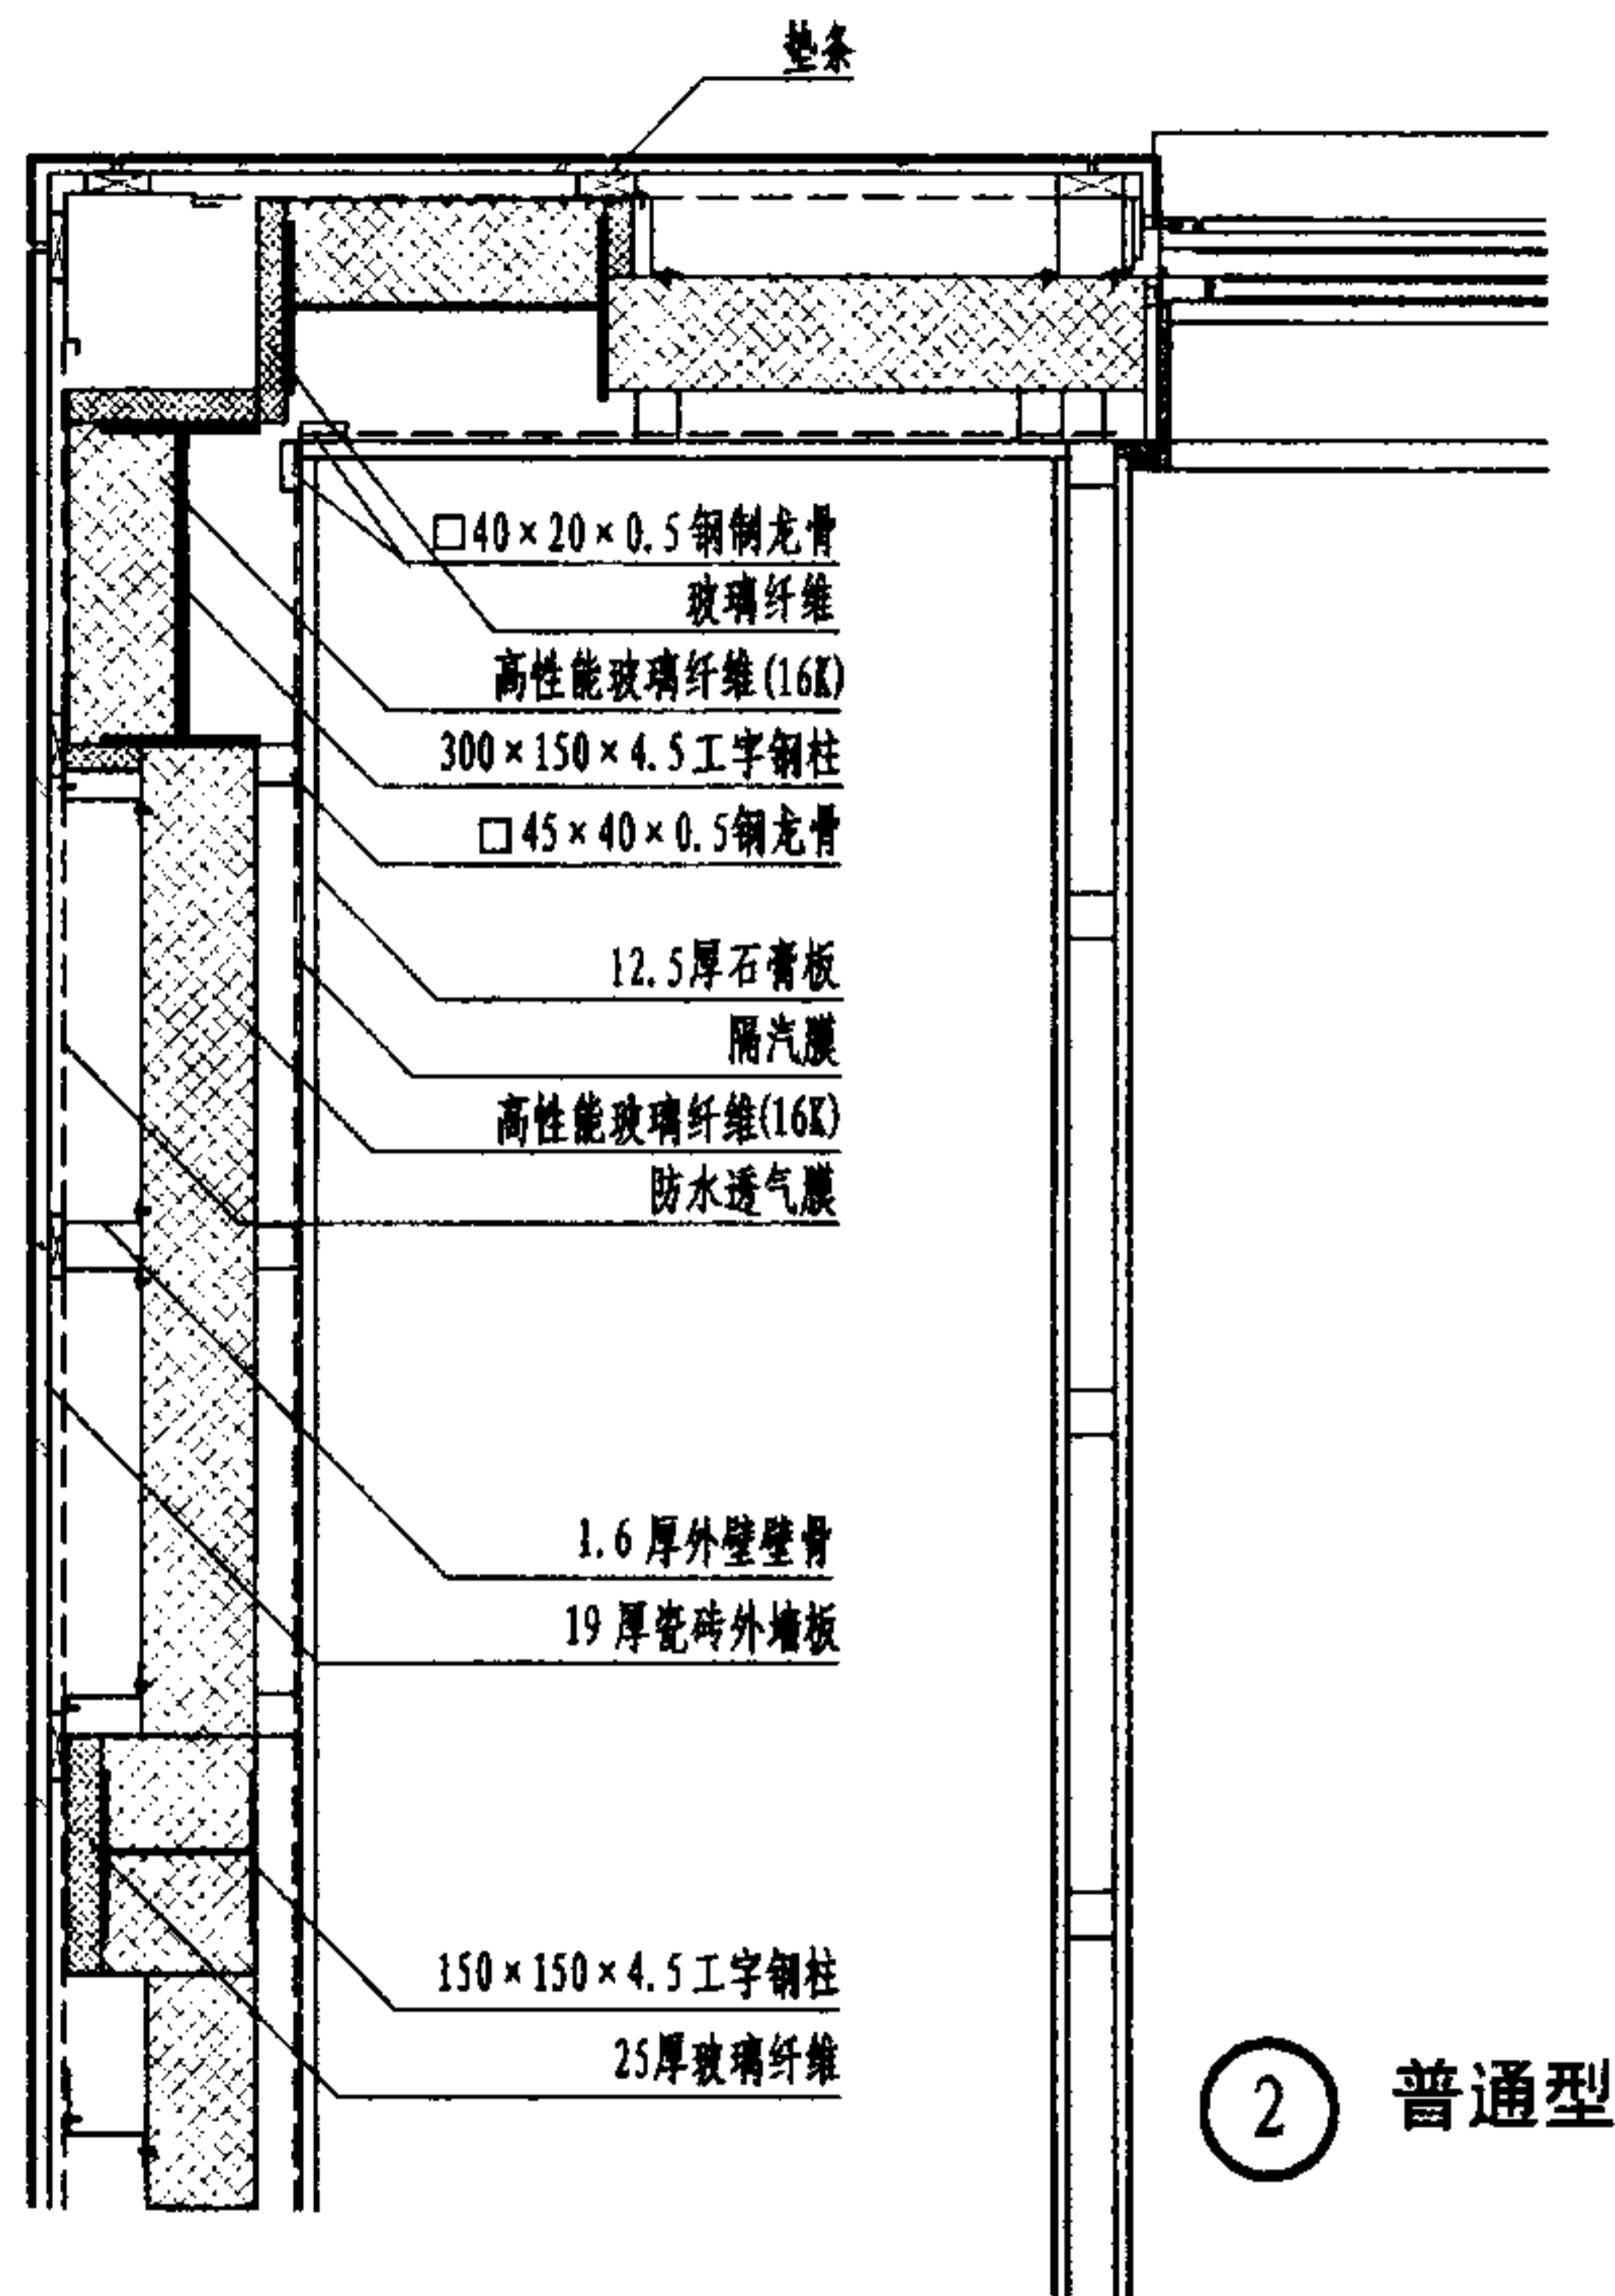 垫条
□40×20×0.5钢制龙骨
玻璃纤维
高性能玻璃纤维(16K)
300×150×4.5工字钢柱
□45×40×0.5钢龙骨
12.5厚石膏板
隔汽膜
高性能玻璃纤维(16K)
防水透气膜
1.6厚外壁壁骨
19厚瓷砖外墙板
150×150×4.5工字钢柱
25厚玻璃纤维
2 普通型